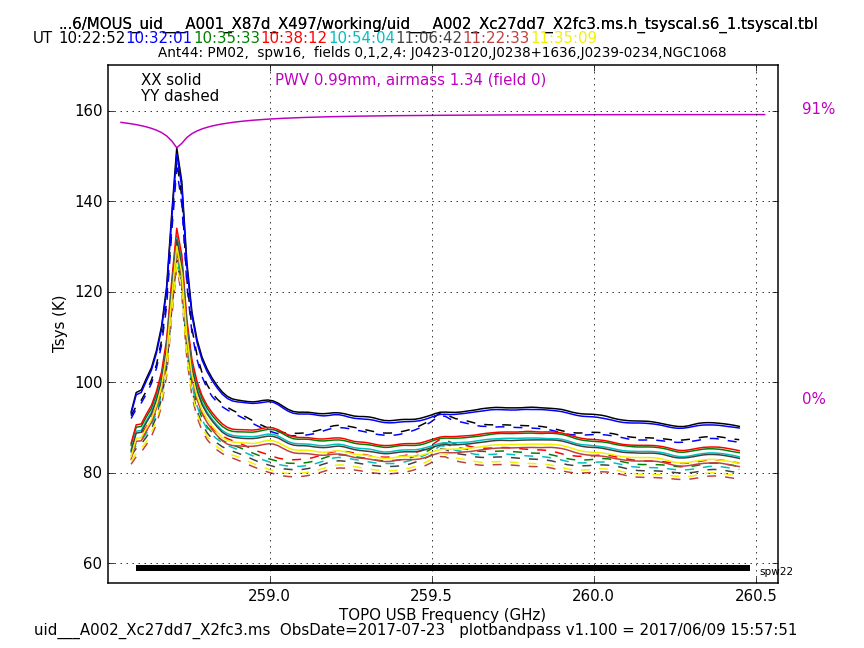 ...6/MOUS_uid___A001_X87d_X497/working/uid___A002_Xc27dd7_X2fc3.ms.h_tsyscal.s6_1.tsyscal.tbl
UT 10:22:52 10:32:01 10:35:33 10:38:12 10:54:04 11:06:42 11:22:33 11:35:09
Ant44: PM02, spw16, fields 0,1,2,4: J0423-0120,J0238+1636,J0239-0234,NGC1068
XX solid PWV 0.99mm, airmass 1.34 (field 0)
YY dashed
91%
0%
160
140
120
100
80
60
Tsys (K)
spw22
259.0 259.5 260.0 260.5
TOPO USB Frequency (GHz)
uid___A002_Xc27dd7_X2fc3.ms ObsDate=2017-07-23 plotbandpass v1.100 = 2017/06/09 15:57:51